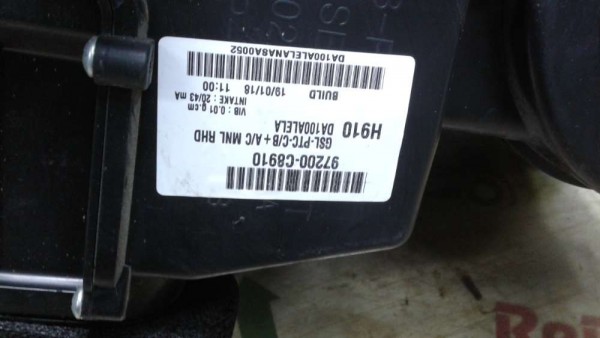 97200-C8910
GSL-PTC-C/B+A/C MNL RHD
H910 DA100ALELA
VIB : 0.01 g.cm
INTAKE : 20/43 mA
BUILD 19/01/18 11:00
DA100ALELANA8A0052